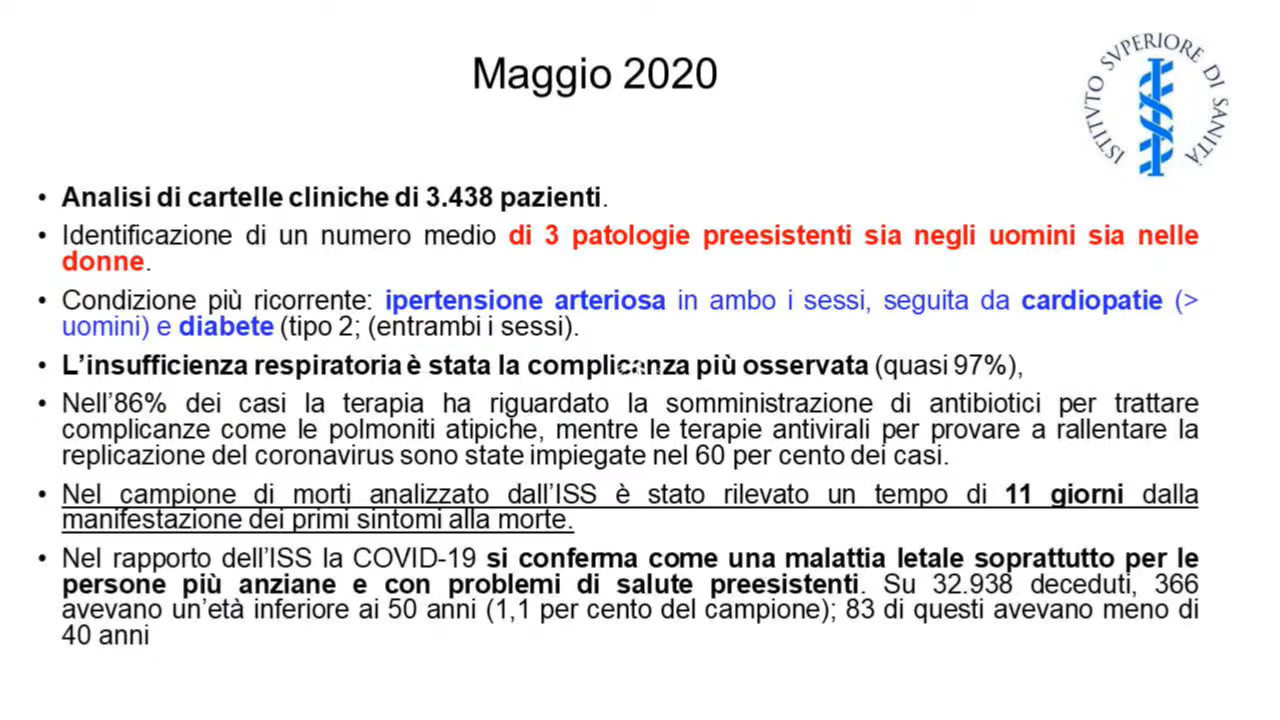 Maggio 2020
ISTITVTO SVPERIORE DI SANITÀ
• Analisi di cartelle cliniche di 3.438 pazienti.
• Identificazione di un numero medio di 3 patologie preesistenti sia negli uomini sia nelle
donne.
• Condizione più ricorrente: ipertensione arteriosa in ambo i sessi, seguita da cardiopatie (>
uomini) e diabete (tipo 2; (entrambi i sessi).
• L'insufficienza respiratoria è stata la complicanza più osservata (quasi 97%),
• Nell'86% dei casi la terapia ha riguardato la somministrazione di antibiotici per trattare
complicanze come le polmoniti atipiche, mentre le terapie antivirali per provare a rallentare la
replicazione del coronavirus sono state impiegate nel 60 per cento dei casi.
• Nel campione di morti analizzato dall'ISS è stato rilevato un tempo di 11 giorni dalla
manifestazione dei primi sintomi alla morte.
• Nel rapporto dell'ISS la COVID-19 si conferma come una malattia letale soprattutto per le
persone più anziane e con problemi di salute preesistenti. Su 32.938 deceduti, 366
avevano un'età inferiore ai 50 anni (1,1 per cento del campione); 83 di questi avevano meno di
40 anni